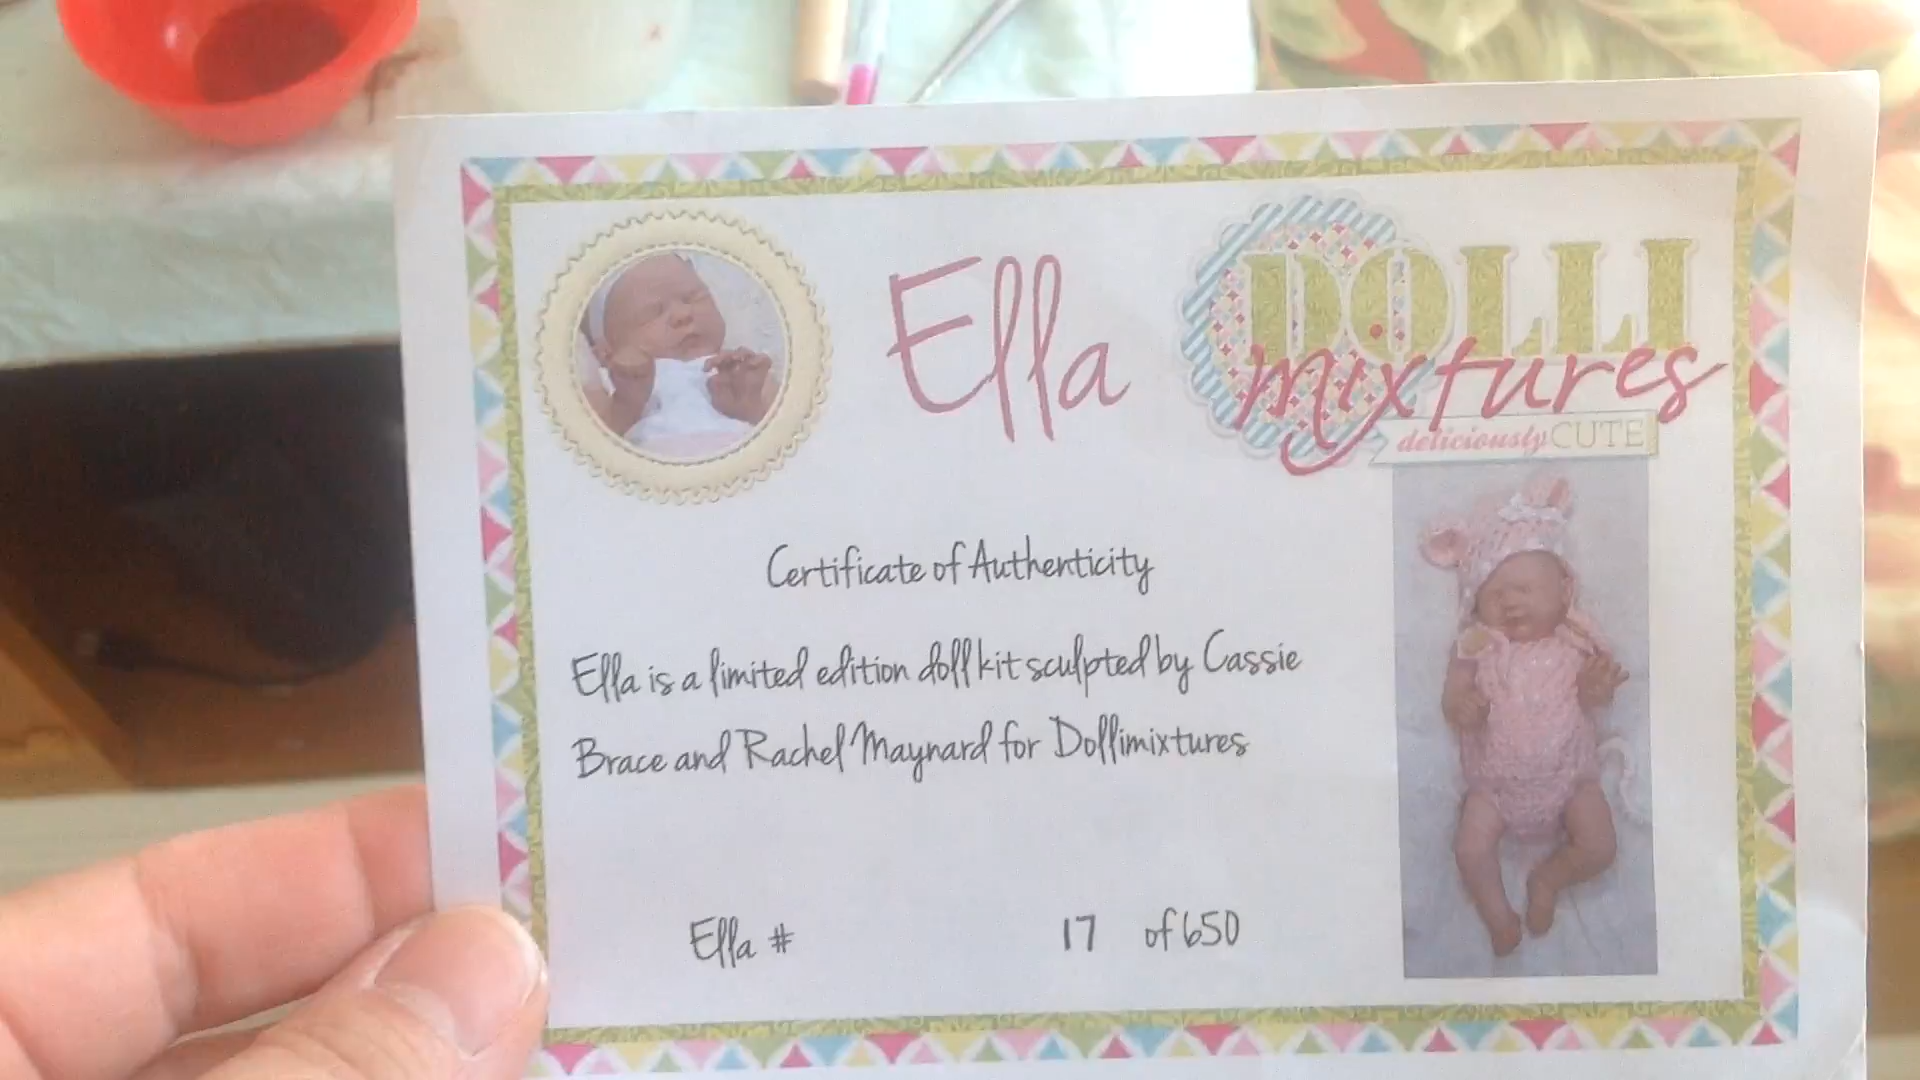 Ella
DOLLI
mixtures
deliciously CUTE
Certificate of Authenticity
Ella is a limited edition doll kit sculpted by Cassie
Brace and Rachel Maynard for Dollimixtures
Ella # 17 of 650